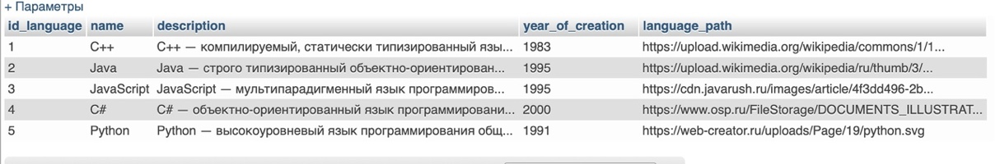 + Параметры
id_language name description year_of_creation language_path
1 C++ C++ — компилируемый, статически типизированный язы... 1983 https://upload.wikimedia.org/wikipedia/commons/1/1...
2 Java Java — строго типизированный объектно-ориентирован... 1995 https://upload.wikimedia.org/wikipedia/ru/thumb/3/...
3 JavaScript JavaScript — мультипарадигменный язык программиров... 1995 https://cdn.javarush.ru/images/article/4f3dd496-2b...
4 C# C# — объектно-ориентированный язык программировани... 2000 https://www.osp.ru/FileStorage/DOCUMENTS_ILLUSTRAT...
5 Python Python — высокоуровневый язык программирования общ... 1991 https://web-creator.ru/uploads/Page/19/python.svg